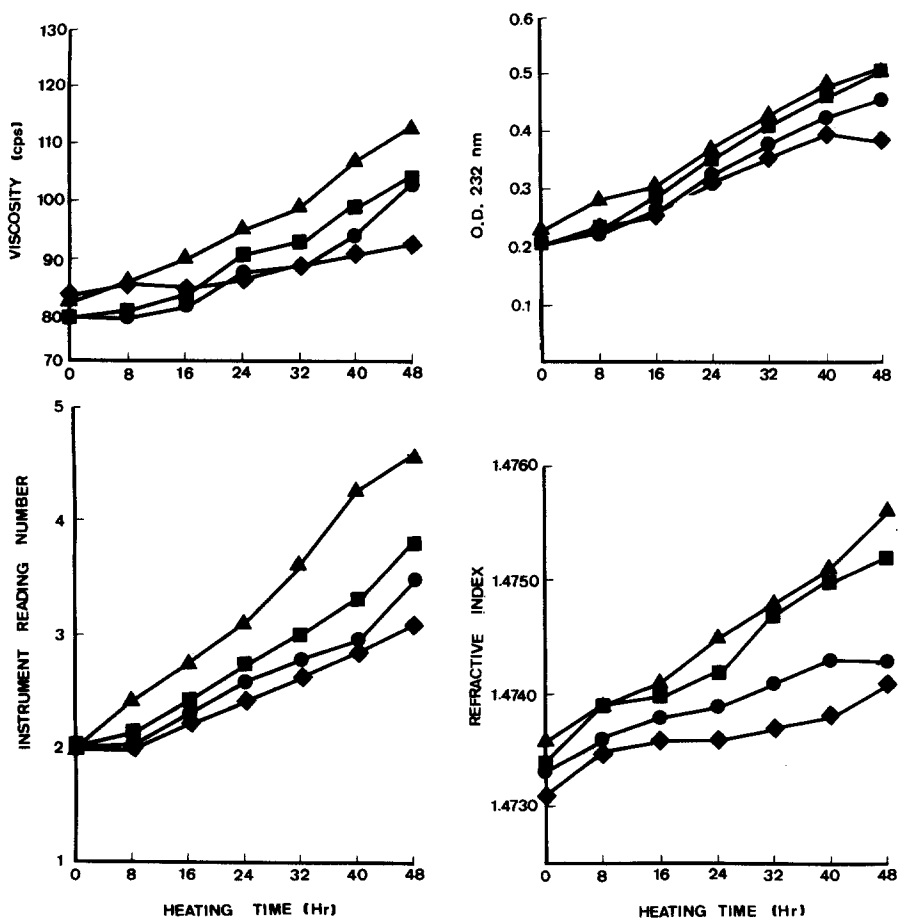 VISCOSITY (cps)
130
120
110
100
90
80
70
0 8 16 24 32 40 48
O.D. 232 nm
0.6
0.5
0.4
0.3
0.2
0.1
0 8 16 24 32 40 48
INSTRUMENT READING NUMBER
5
4
3
2
1
0 8 16 24 32 40 48
HEATING TIME (Hr)
REFRACTIVE INDEX
1.4760
1.4750
1.4740
1.4730
0 8 16 24 32 40 48
HEATING TIME (Hr)